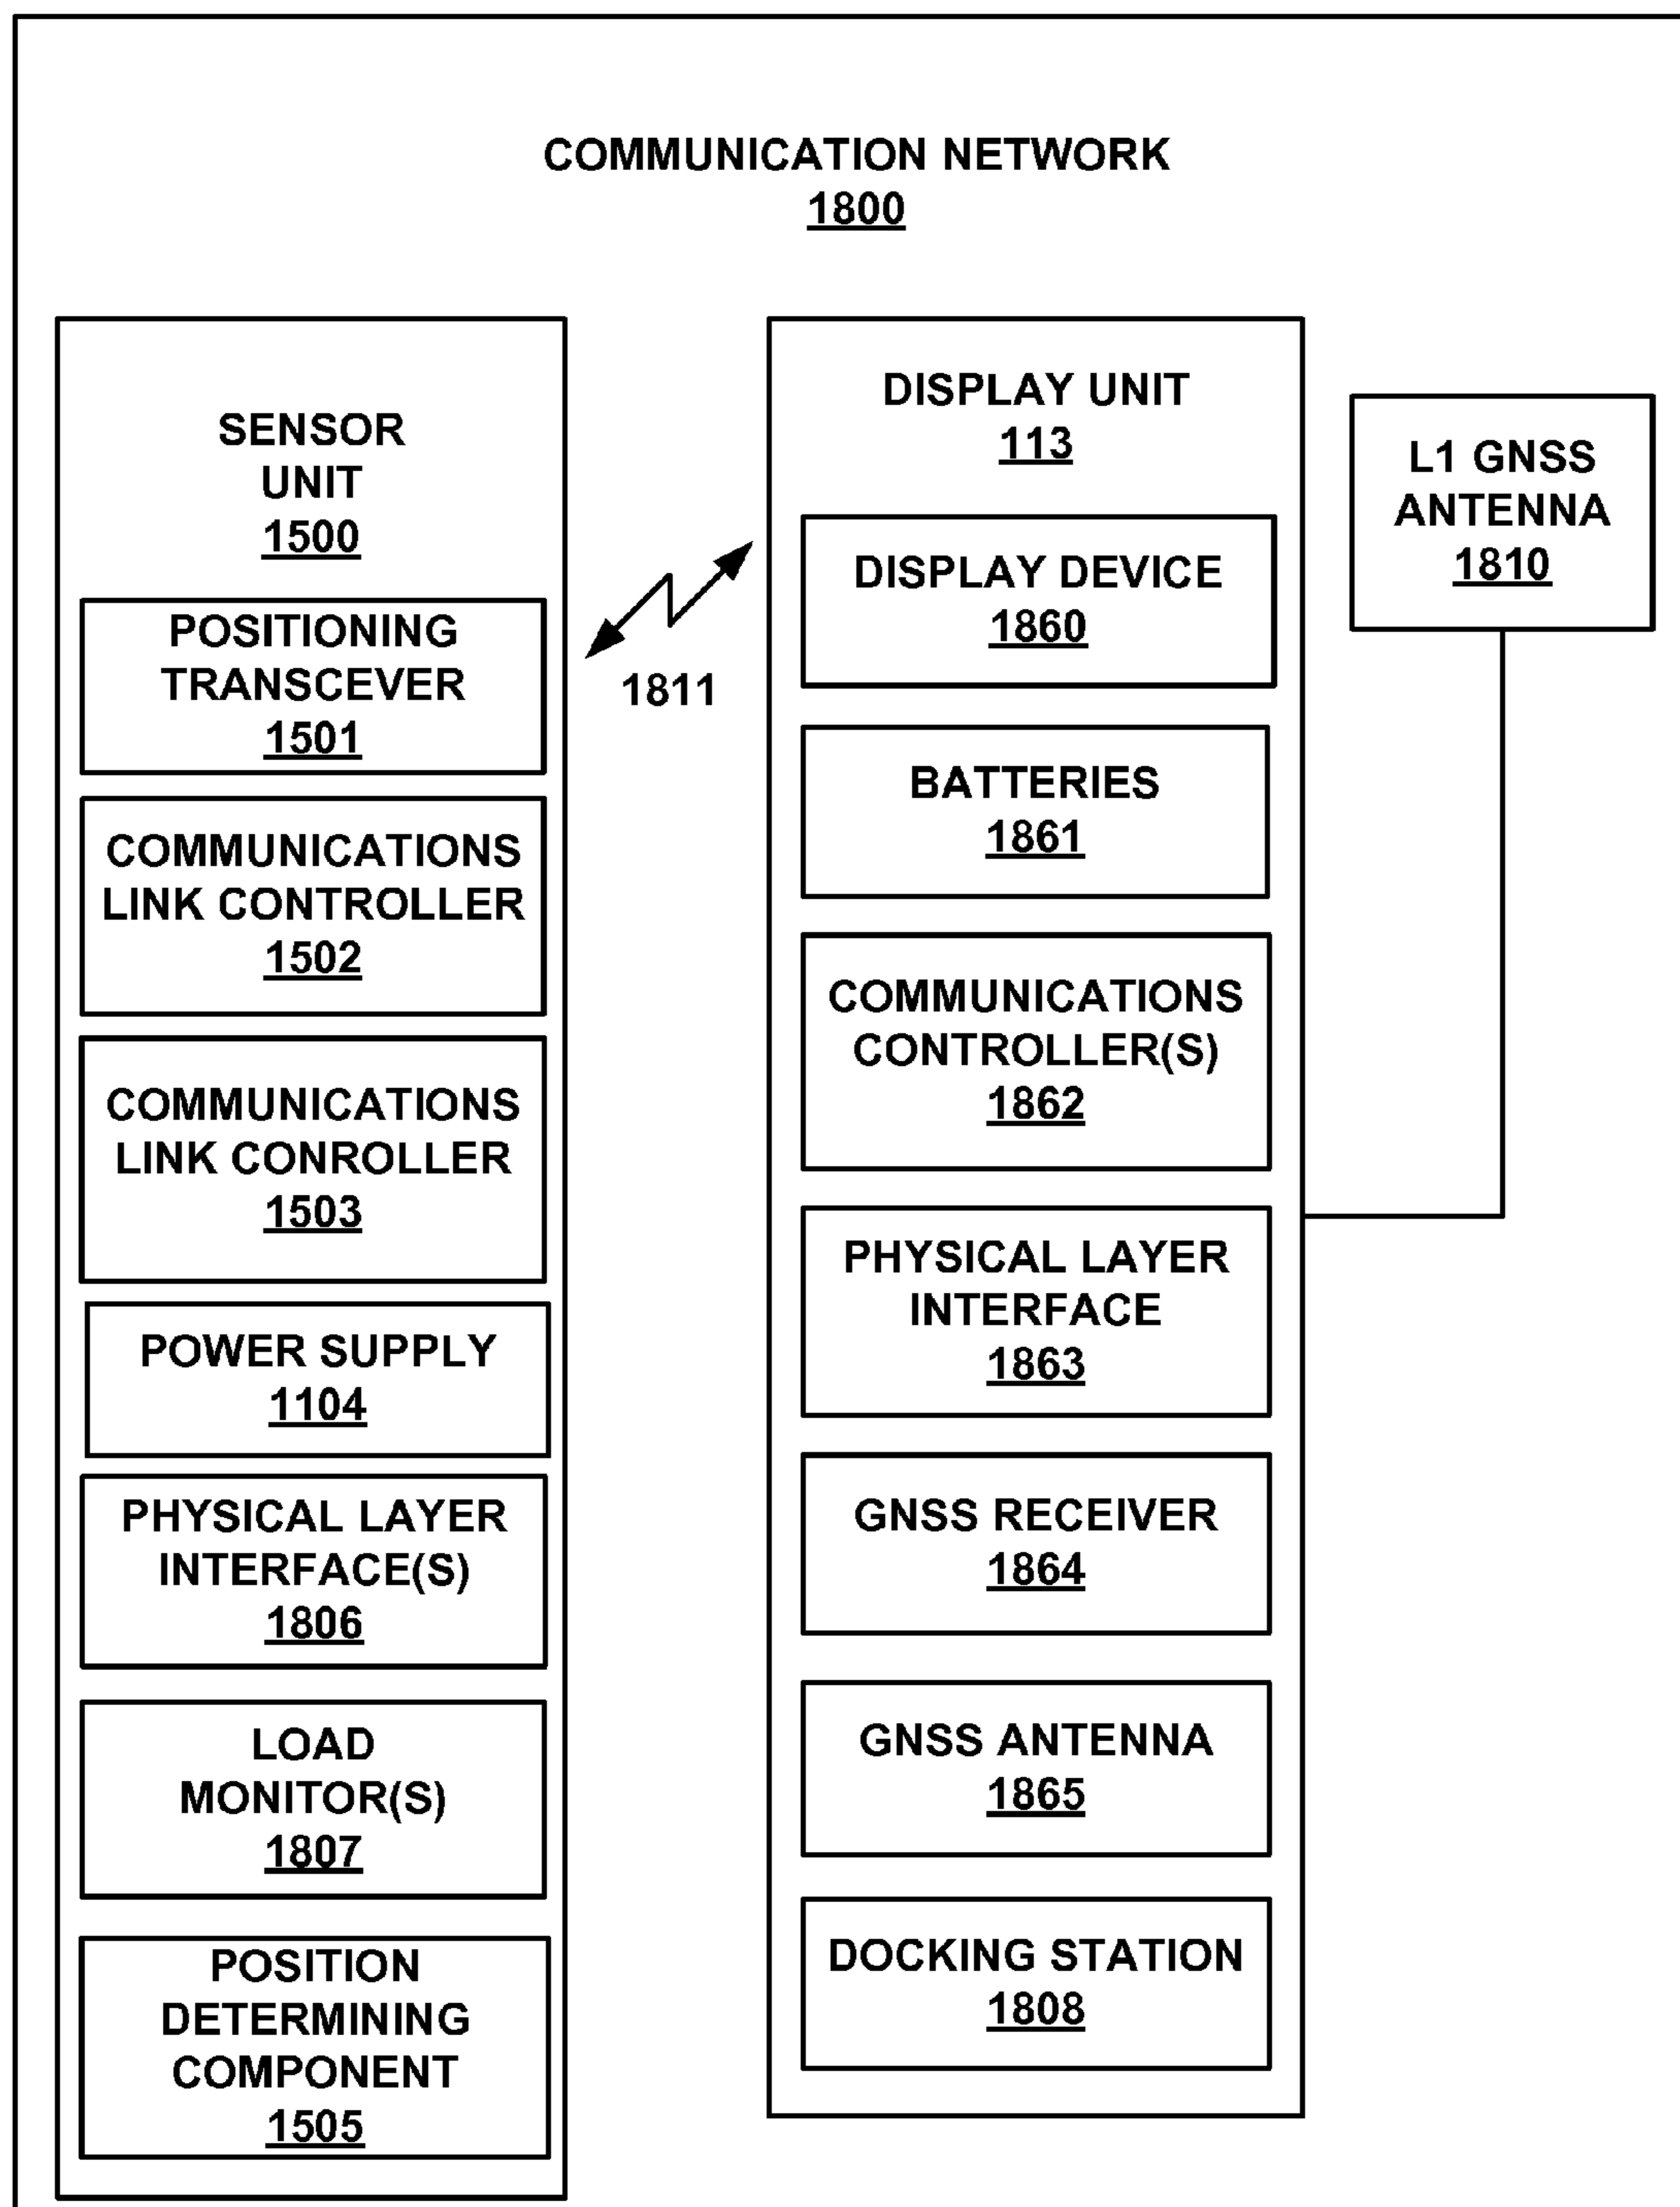 COMMUNICATION NETWORK
1800
SENSOR
UNIT
1500
POSITIONING
TRANSCEVER
1501
COMMUNICATIONS
LINK CONTROLLER
1502
COMMUNICATIONS
LINK CONROLLER
1503
POWER SUPPLY
1104
PHYSICAL LAYER
INTERFACE(S)
1806
LOAD
MONITOR(S)
1807
POSITION
DETERMINING
COMPONENT
1505
1811
DISPLAY UNIT
113
DISPLAY DEVICE
1860
BATTERIES
1861
COMMUNICATIONS
CONTROLLER(S)
1862
PHYSICAL LAYER
INTERFACE
1863
GNSS RECEIVER
1864
GNSS ANTENNA
1865
DOCKING STATION
1808
L1 GNSS
ANTENNA
1810